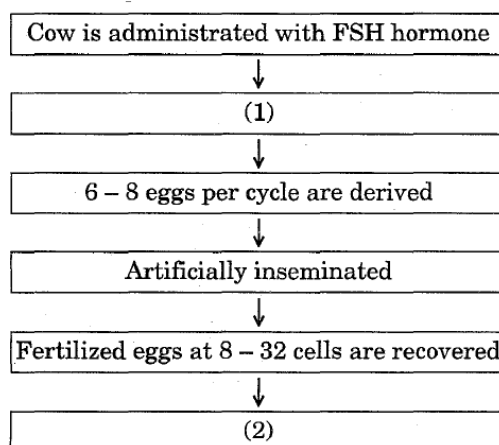 Cow is administrated with FSH hormone
(1)
6 – 8 eggs per cycle are derived
Artificially inseminated
Fertilized eggs at 8 – 32 cells are recovered
(2)